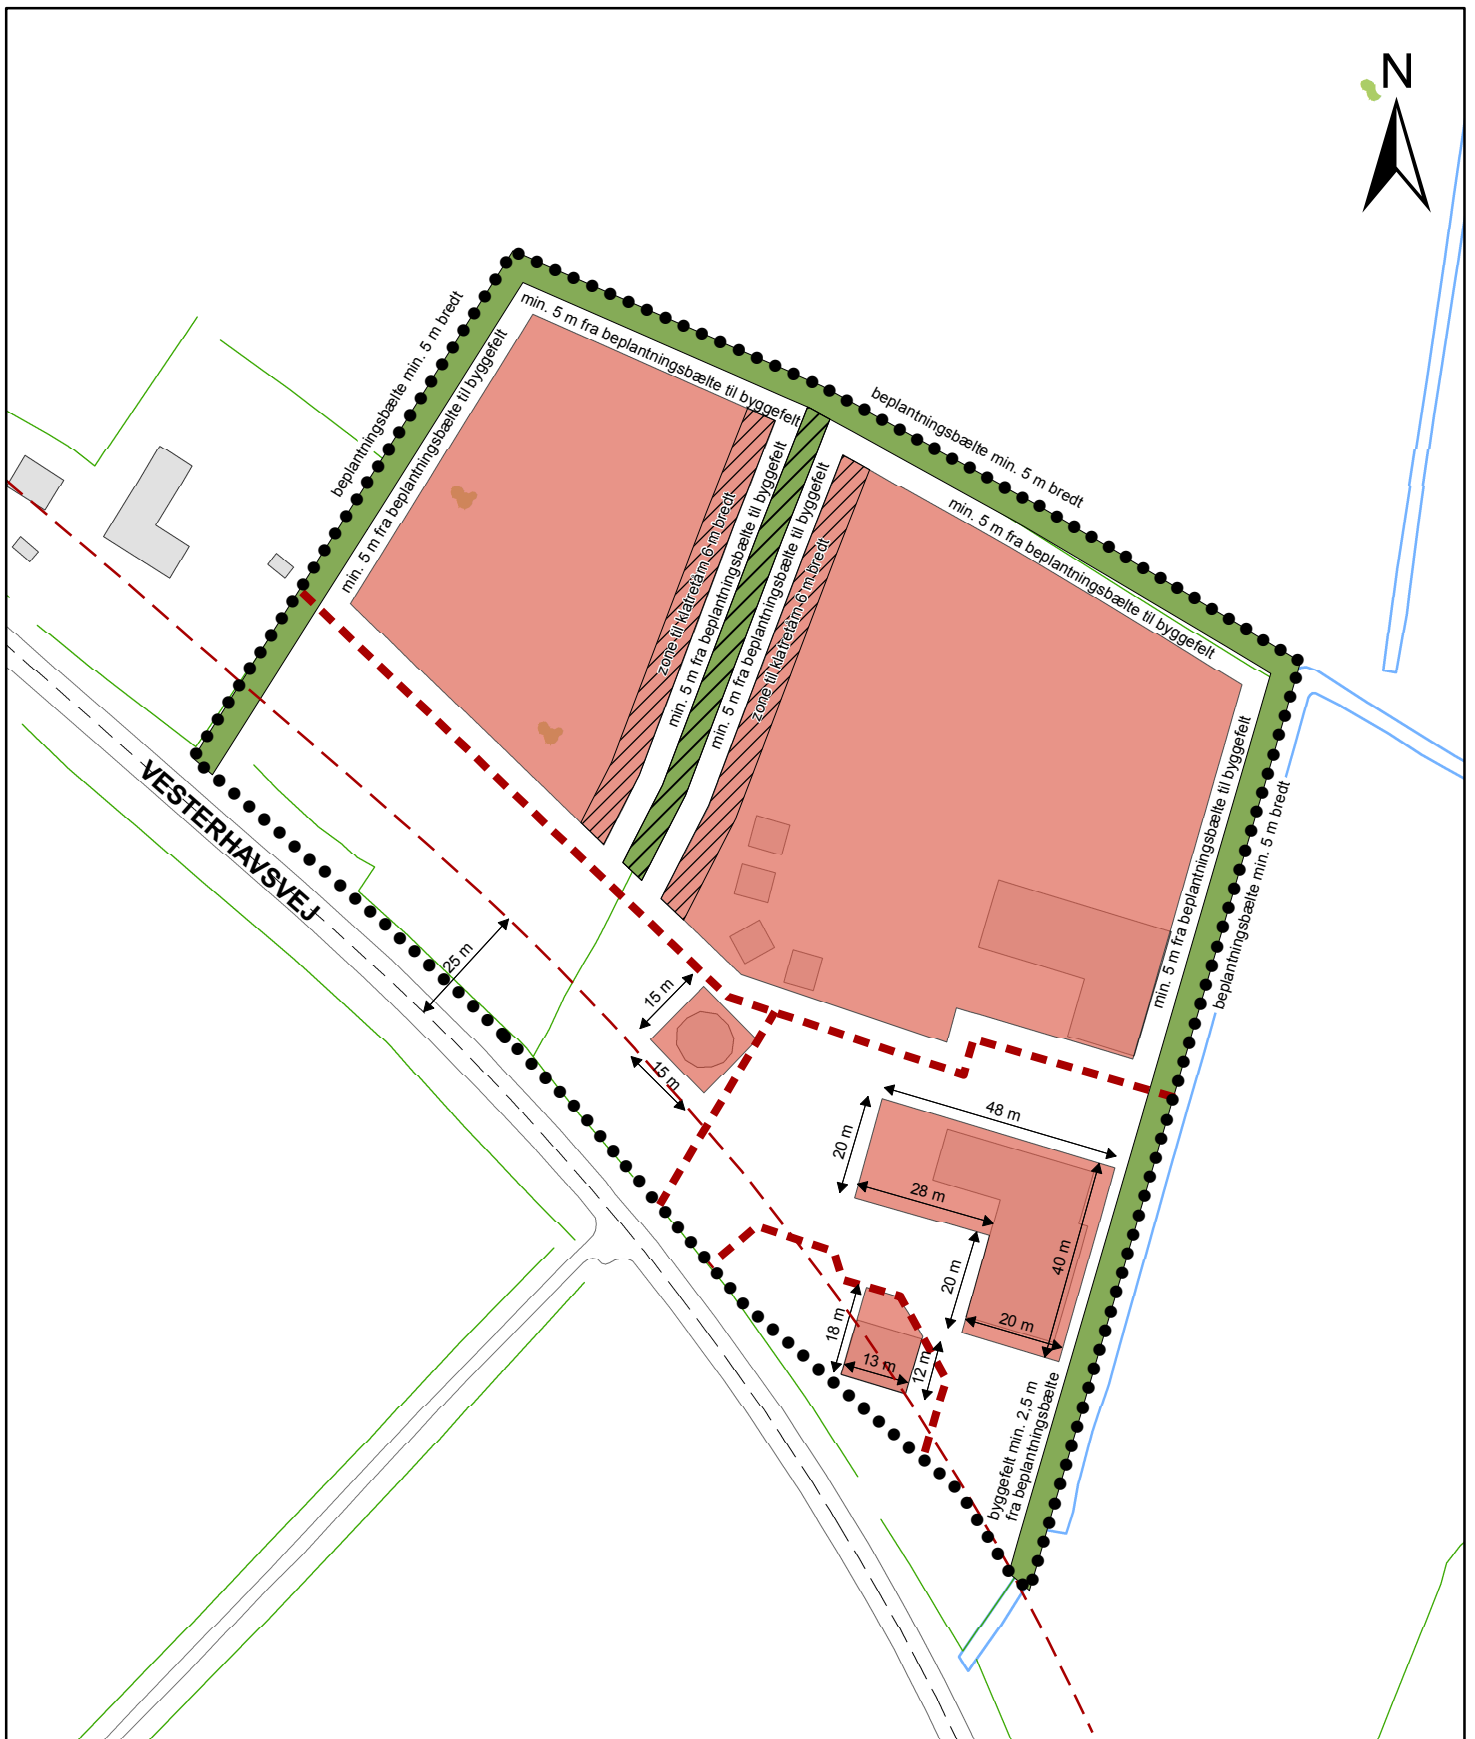 N
beplantningsbælte min. 5 m bredt
min. 5 m fra beplantningsbælte til byggefelt
min. 5 m fra beplantningsbælte til byggefelt
beplantningsbælte min. 5 m bredt
min. 5 m fra beplantningsbælte til byggefelt
zone til klatretårn 6 m bredt
min. 5 m fra beplantningsbælte til byggefelt
min. 5 m fra beplantningsbælte til byggefelt
zone til klatretårn 6 m bredt
min. 5 m fra beplantningsbælte til byggefelt
beplantningsbælte min. 5 m bredt
VESTERHAVSVEJ
25 m
15 m
15 m
48 m
20 m
28 m
40 m
20 m
20 m
18 m
13 m
12 m
byggefelt min. 2,5 m
fra beplantningsbælte